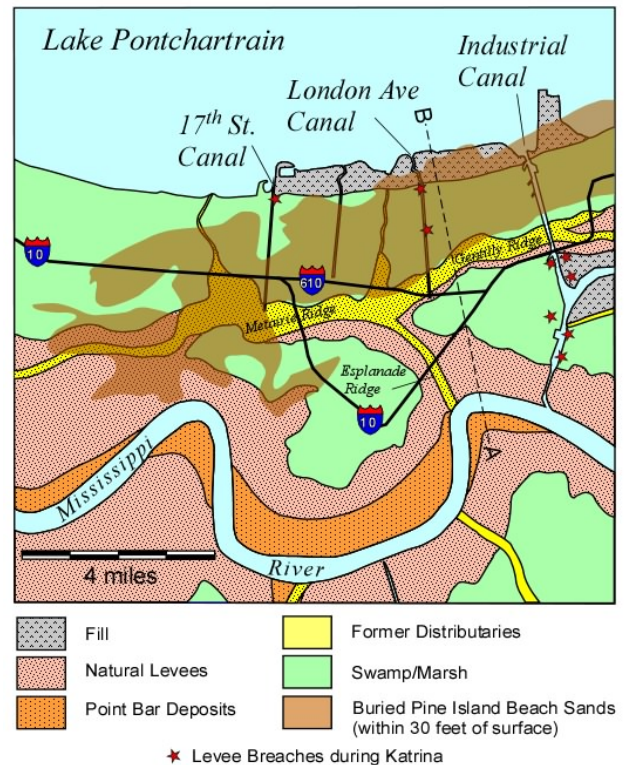 Lake Pontchartrain
Industrial
Canal
London Ave
Canal
B
17th St.
Canal
10
610
Gentilly Ridge
Metairie Ridge
Esplanade
Ridge
10
A
Mississippi
River
4 miles
Fill
Former Distributaries
Natural Levees
Swamp/Marsh
Point Bar Deposits
Buried Pine Island Beach Sands
(within 30 feet of surface)
Levee Breaches during Katrina